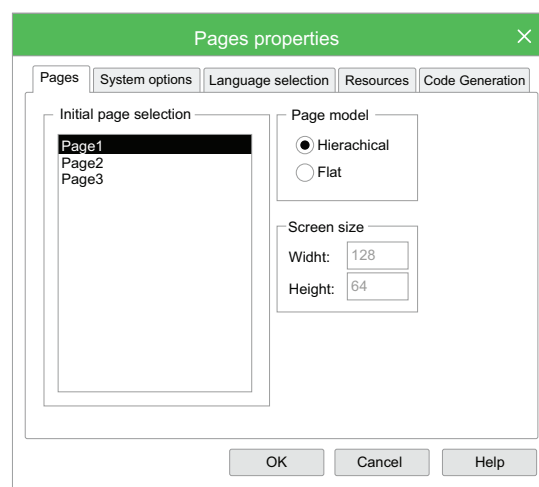 Pages properties
Pages
System options
Language selection
Resources
Code Generation
Initial page selection
Page1
Page2
Page3
Page model
Hierachical
Flat
Screen size
Widht: 128
Height: 64
OK
Cancel
Help